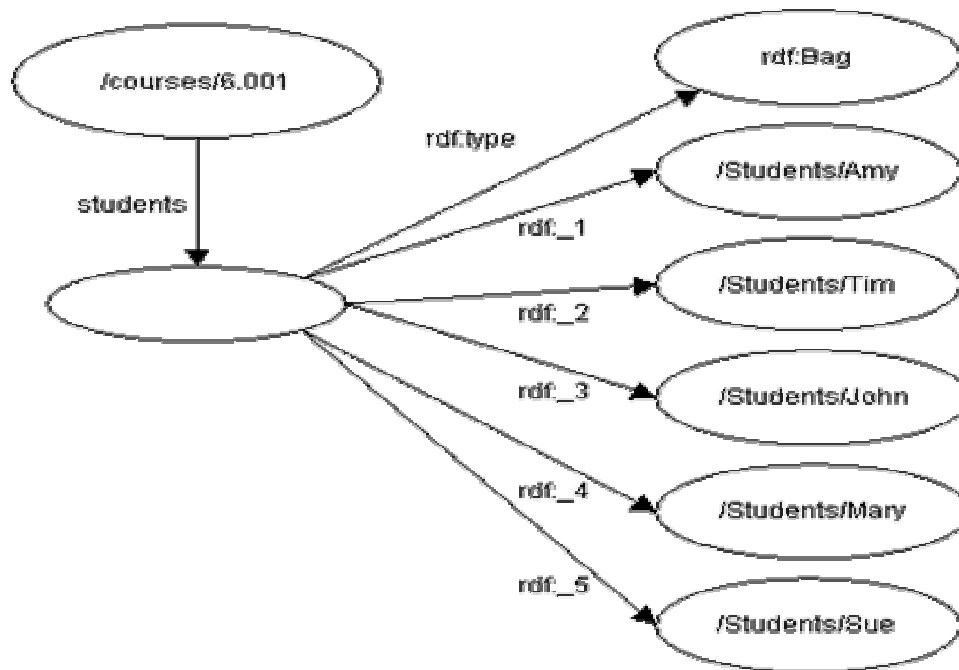 /courses/6.001
rdf:Bag
rdf:type
/Students/Amy
students
rdf:_1
/Students/Tim
rdf:_2
rdf:_3
/Students/John
rdf:_4
/Students/Mary
rdf:_5
/Students/Sue